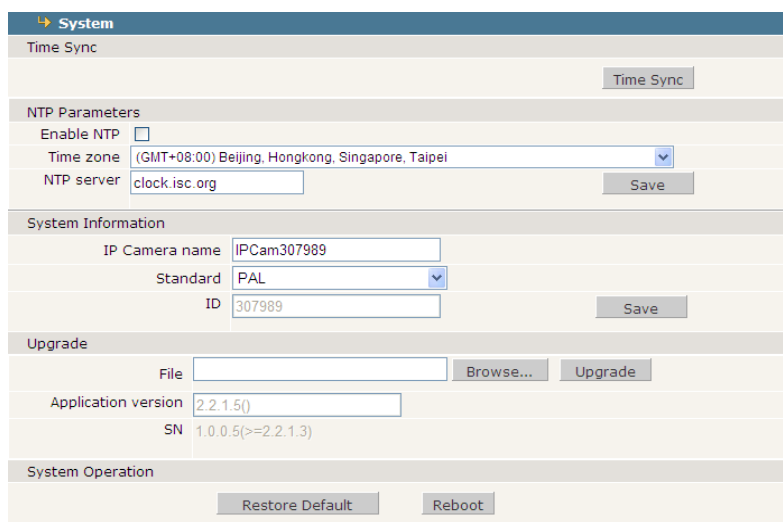 System
Time Sync
Time Sync
NTP Parameters
Enable NTP
Time zone (GMT+08:00) Beijing, Hongkong, Singapore, Taipei
NTP server clock.isc.org Save
System Information
IP Camera name IPCam307989
Standard PAL
ID 307989 Save
Upgrade
File Browse... Upgrade
Application version 2.2.1.5()
SN 1.0.0.5(>=2.2.1.3)
System Operation
Restore Default Reboot